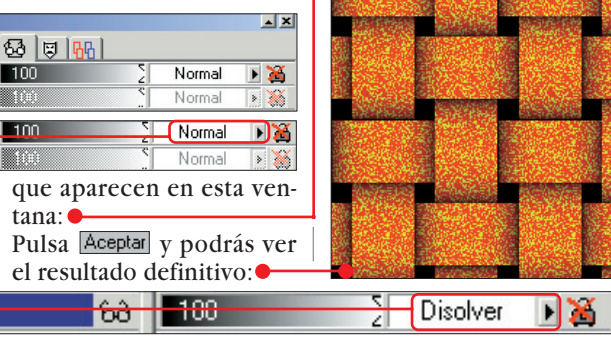 100 Normal
100 Normal
100 Normal
100 Normal
que aparecen en esta ven-
tana:
Pulsa Aceptar y podrás ver
el resultado definitivo:
100 Disolver